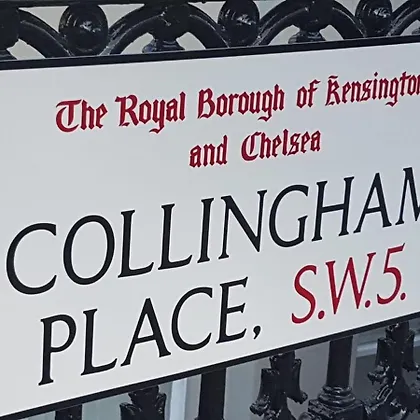 The Royal Borough of Kensington
and Chelsea
COLLINGHAM
PLACE, S.W.5.